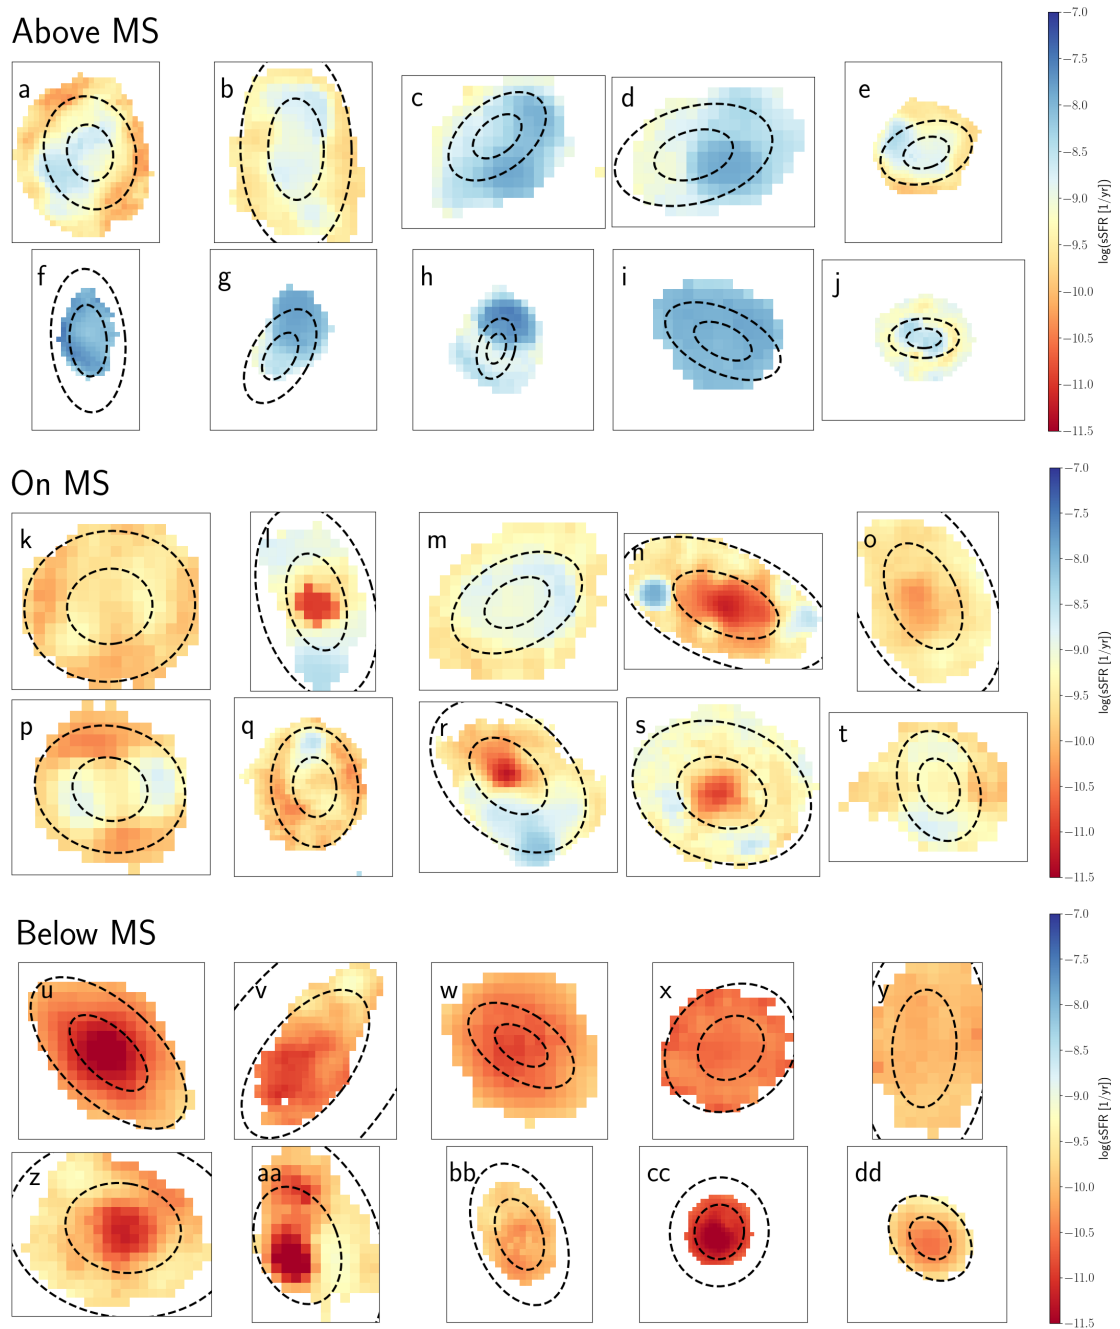 Above MS
a
b
c
d
e
f
g
h
i
j
−7.0
−7.5
−8.0
−8.5
−9.0
−9.5
−10.0
−10.5
−11.0
−11.5
log(sSFR [1/yr])
On MS
k
l
m
n
o
p
q
r
s
t
−7.0
−7.5
−8.0
−8.5
−9.0
−9.5
−10.0
−10.5
−11.0
−11.5
log(sSFR [1/yr])
Below MS
u
v
w
x
y
z
aa
bb
cc
dd
−7.0
−7.5
−8.0
−8.5
−9.0
−9.5
−10.0
−10.5
−11.0
−11.5
log(sSFR [1/yr])